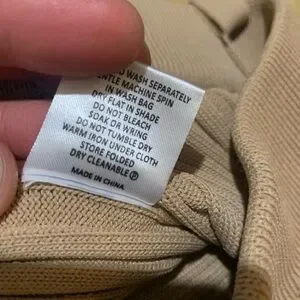 WASH SEPARATELY
GENTLE MACHINE SPIN
IN WASH BAG
DRY FLAT IN SHADE
DO NOT BLEACH
SOAK OR WRING
DO NOT TUMBLE DRY
WARM IRON UNDER CLOTH
STORE FOLDED
DRY CLEANABLE Ⓟ
MADE IN CHINA